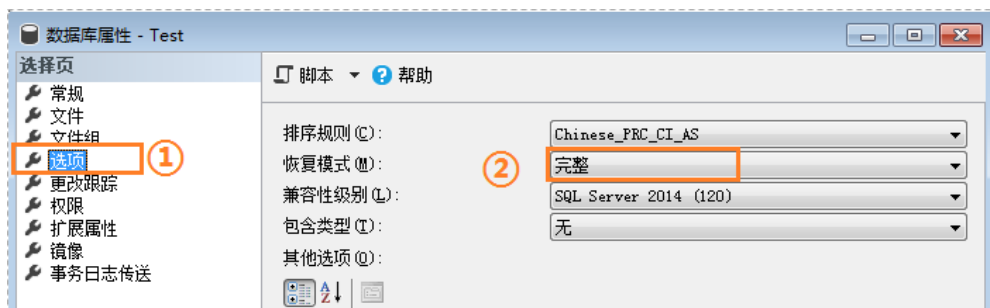 数据库属性 - Test
选择页
常规
文件
文件组
选项
①
更改跟踪
权限
扩展属性
镜像
事务日志传送
脚本
帮助
排序规则(C):
Chinese_PRC_CI_AS
恢复模式(M):
②
完整
兼容性级别(L):
SQL Server 2014 (120)
包含类型(T):
无
其他选项(O):